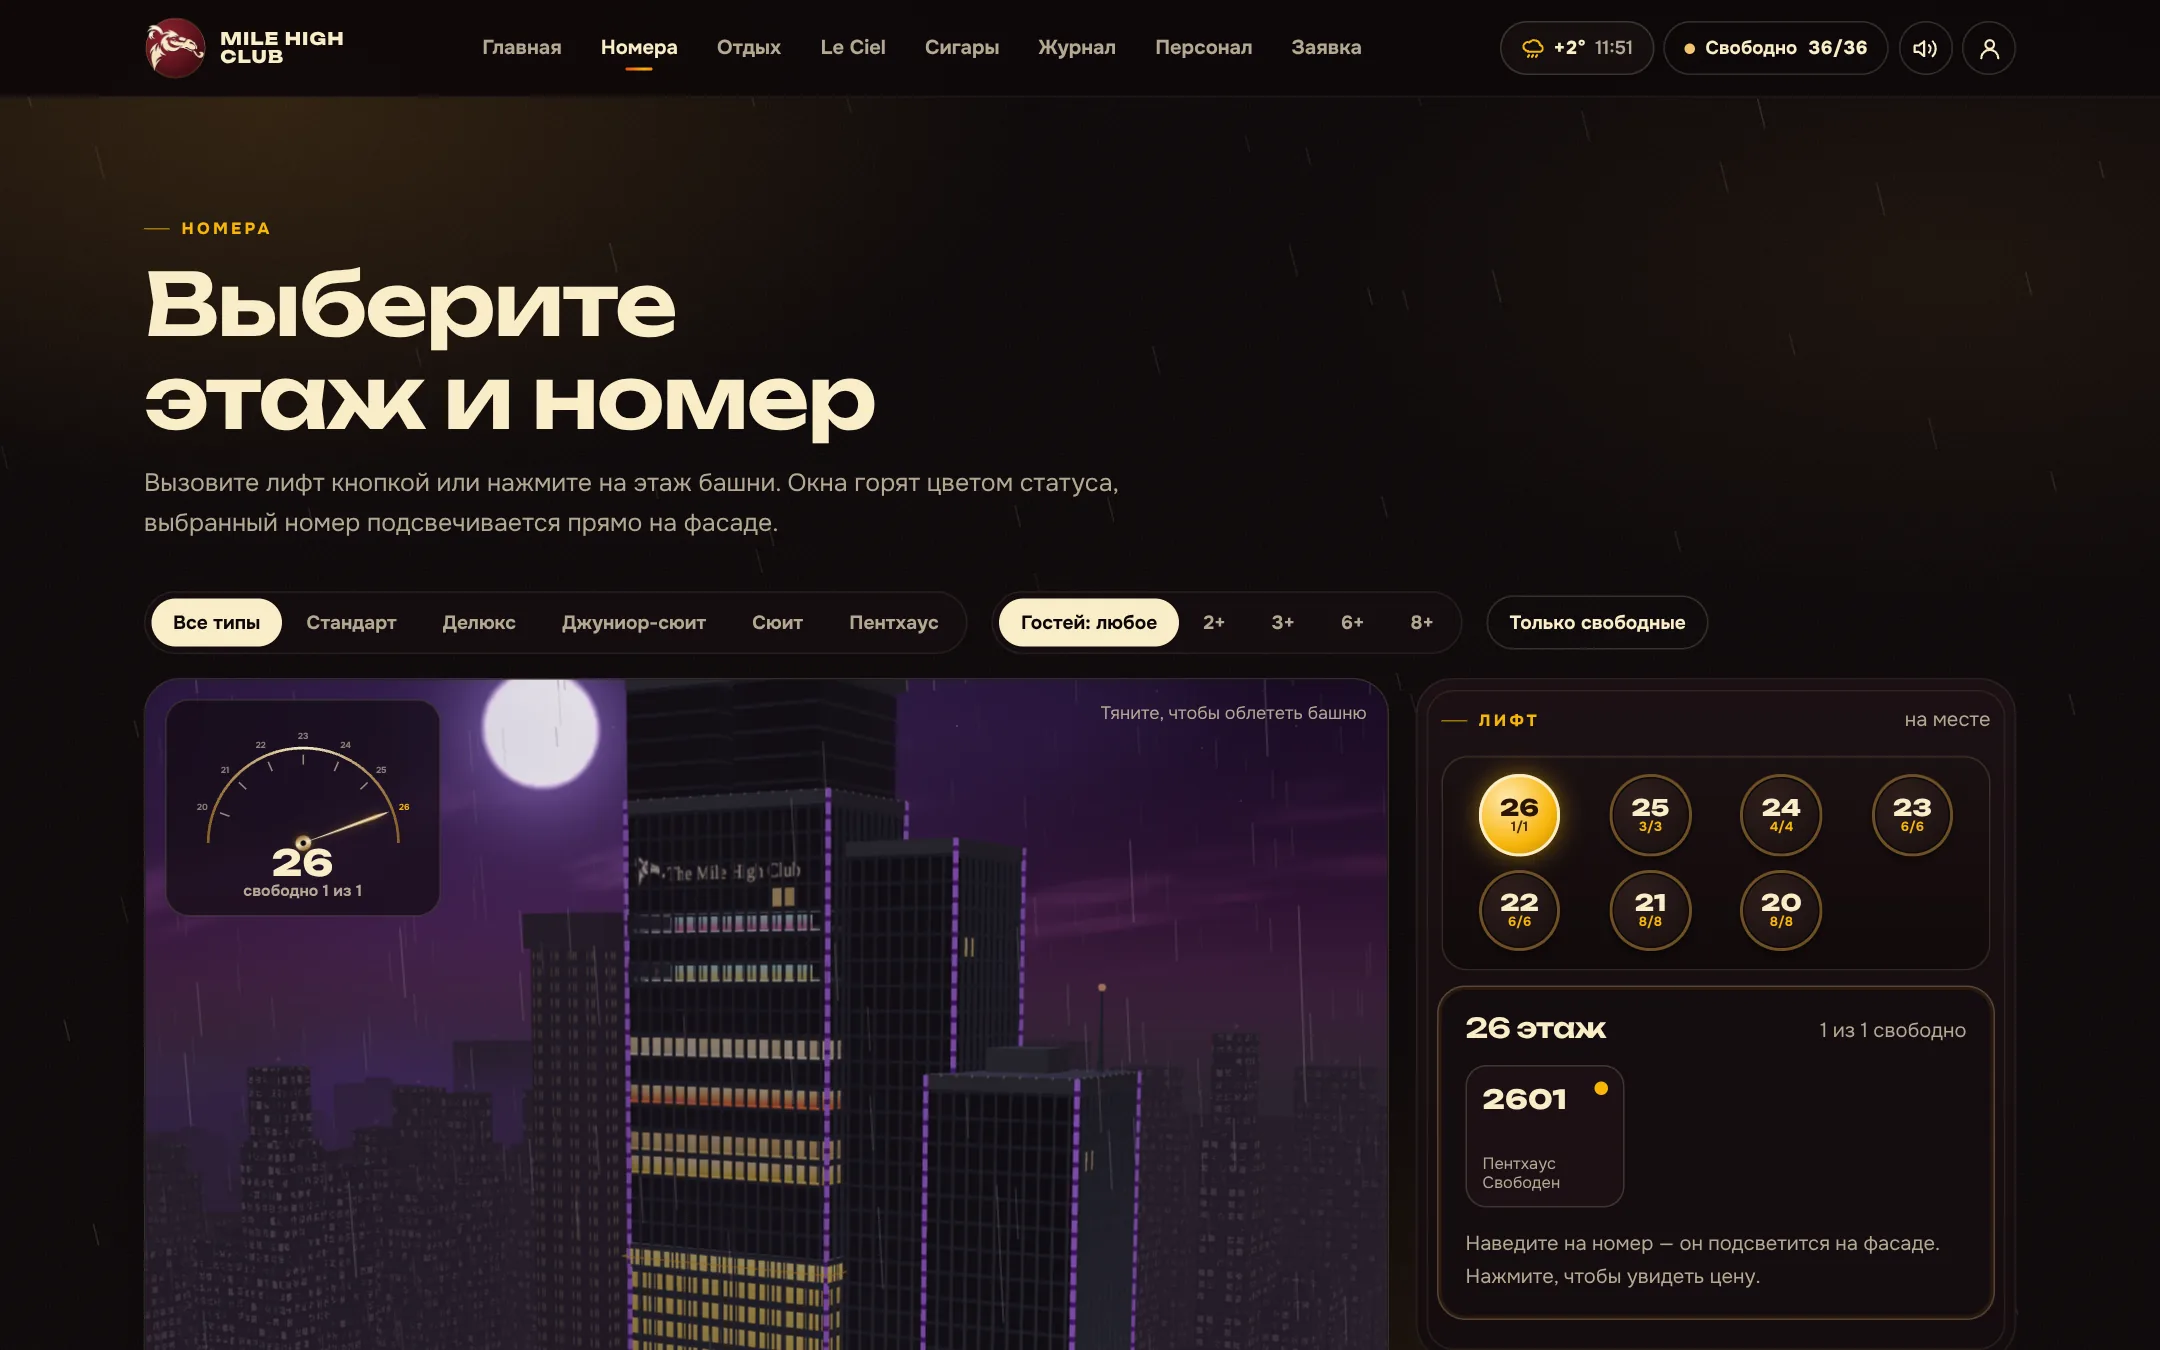 MILE HIGH
CLUB
Главная
Номера
Отдых
Le Ciel
Сигары
Журнал
Персонал
Заявка
+2° 11:51
Свободно 36/36
НОМЕРА
Выберите
этаж и номер
Вызовите лифт кнопкой или нажмите на этаж башни. Окна горят цветом статуса,
выбранный номер подсвечивается прямо на фасаде.
Все типы
Стандарт
Делюкс
Джуниор-сюит
Сюит
Пентхаус
Гостей: любое
2+
3+
6+
8+
Только свободные
20
21
22
23
24
25
26
26
свободно 1 из 1
Тяните, чтобы облететь башню
The Mile High Club
ЛИФТ
на месте
26
1/1
25
3/3
24
4/4
23
6/6
22
6/6
21
8/8
20
8/8
26 этаж
1 из 1 свободно
2601
Пентхаус
Свободен
Наведите на номер — он подсветится на фасаде.
Нажмите, чтобы увидеть цену.